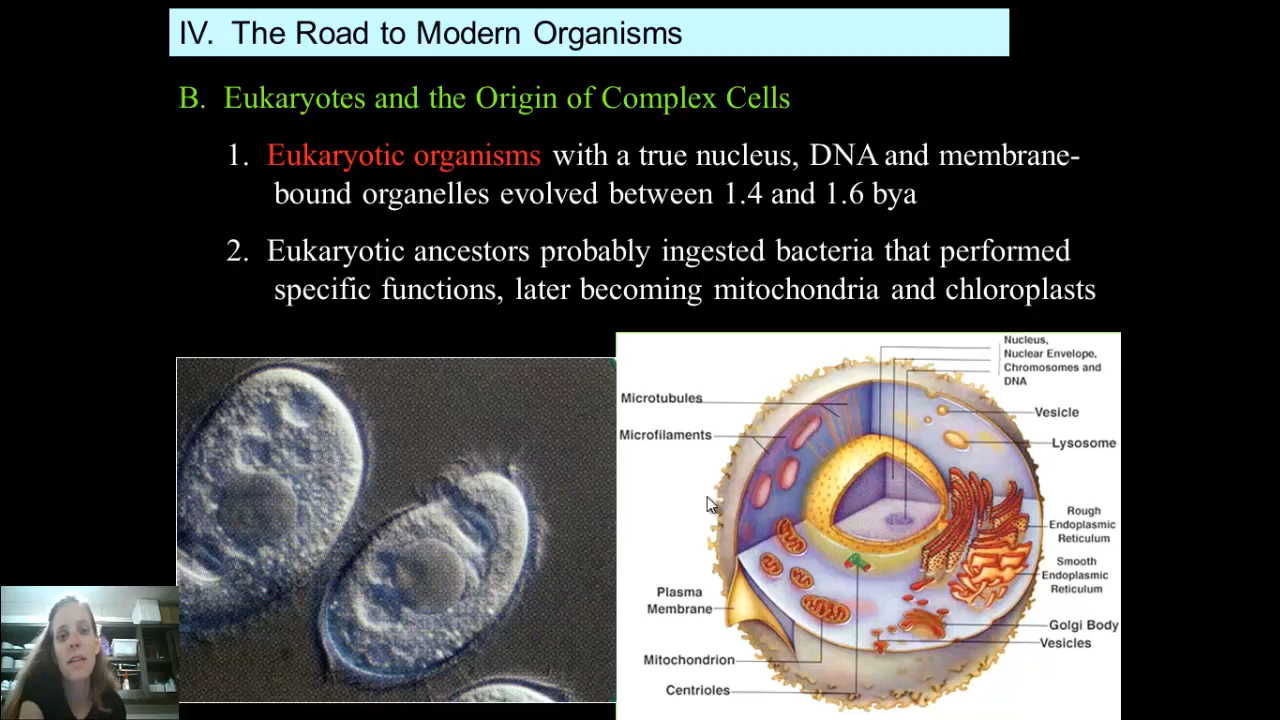 IV. The Road to Modern Organisms
B. Eukaryotes and the Origin of Complex Cells
1. Eukaryotic organisms with a true nucleus, DNA and membrane-
bound organelles evolved between 1.4 and 1.6 bya
2. Eukaryotic ancestors probably ingested bacteria that performed
specific functions, later becoming mitochondria and chloroplasts
Nucleus,
Nuclear Envelope,
Chromosomes and
DNA
Microtubules
Vesicle
Microfilaments
Lysosome
Rough
Endoplasmic
Reticulum
Smooth
Endoplasmic
Reticulum
Plasma
Membrane
Golgi Body
Vesicles
Mitochondrion
Centrioles